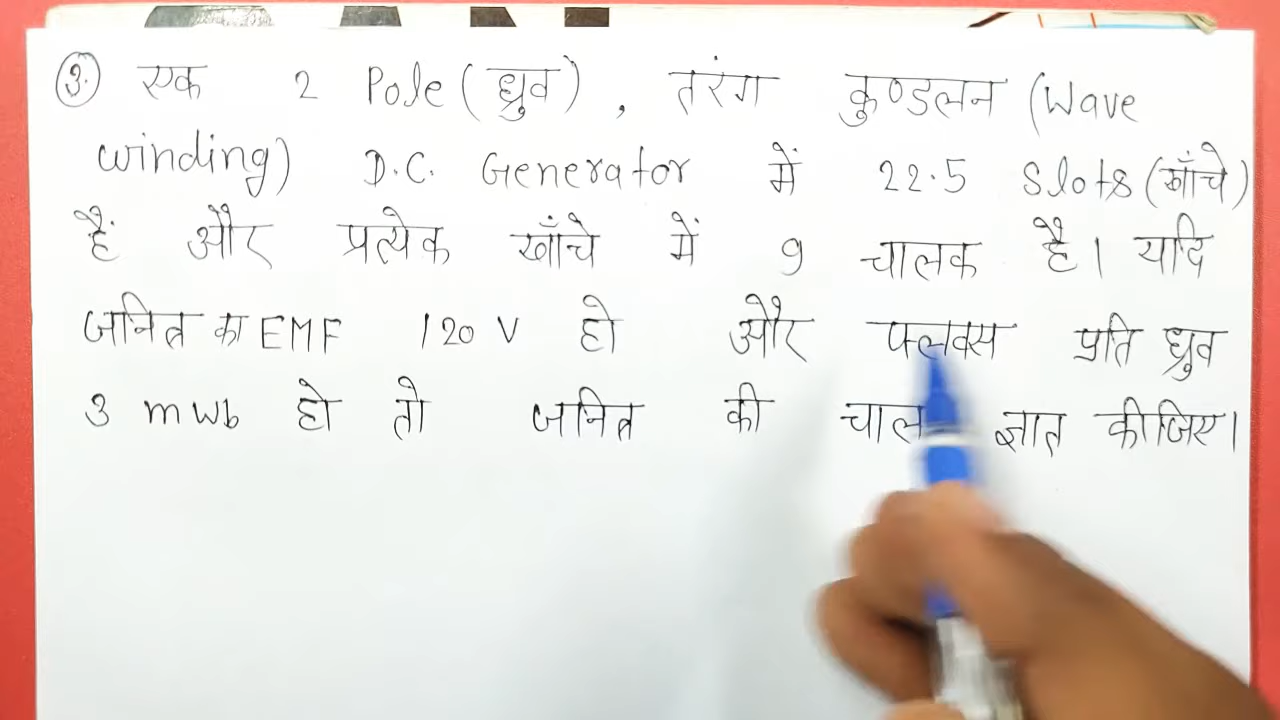 3. एक 2 Pole (ध्रुव) , तरंग कुण्डलन (Wave
winding) D.C. Generator में 22.5 Slots (खाँचे)
हैं और प्रत्येक खाँचे में 9 चालक है। यदि
जनित्र का EMF 120 V हो और फ्लक्स प्रति ध्रुव
3 mwb हो तो जनित्र की चाल ज्ञात कीजिए।